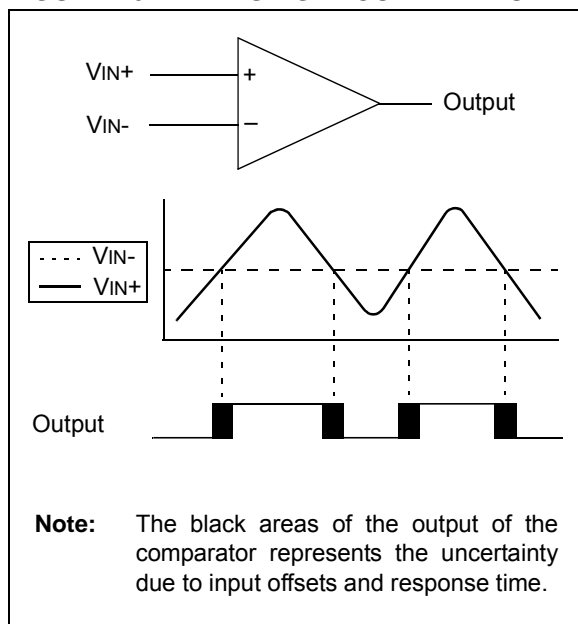 VIN+
+
Output
VIN-
–
VIN-
VIN+
Output
Note: The black areas of the output of the
comparator represents the uncertainty
due to input offsets and response time.